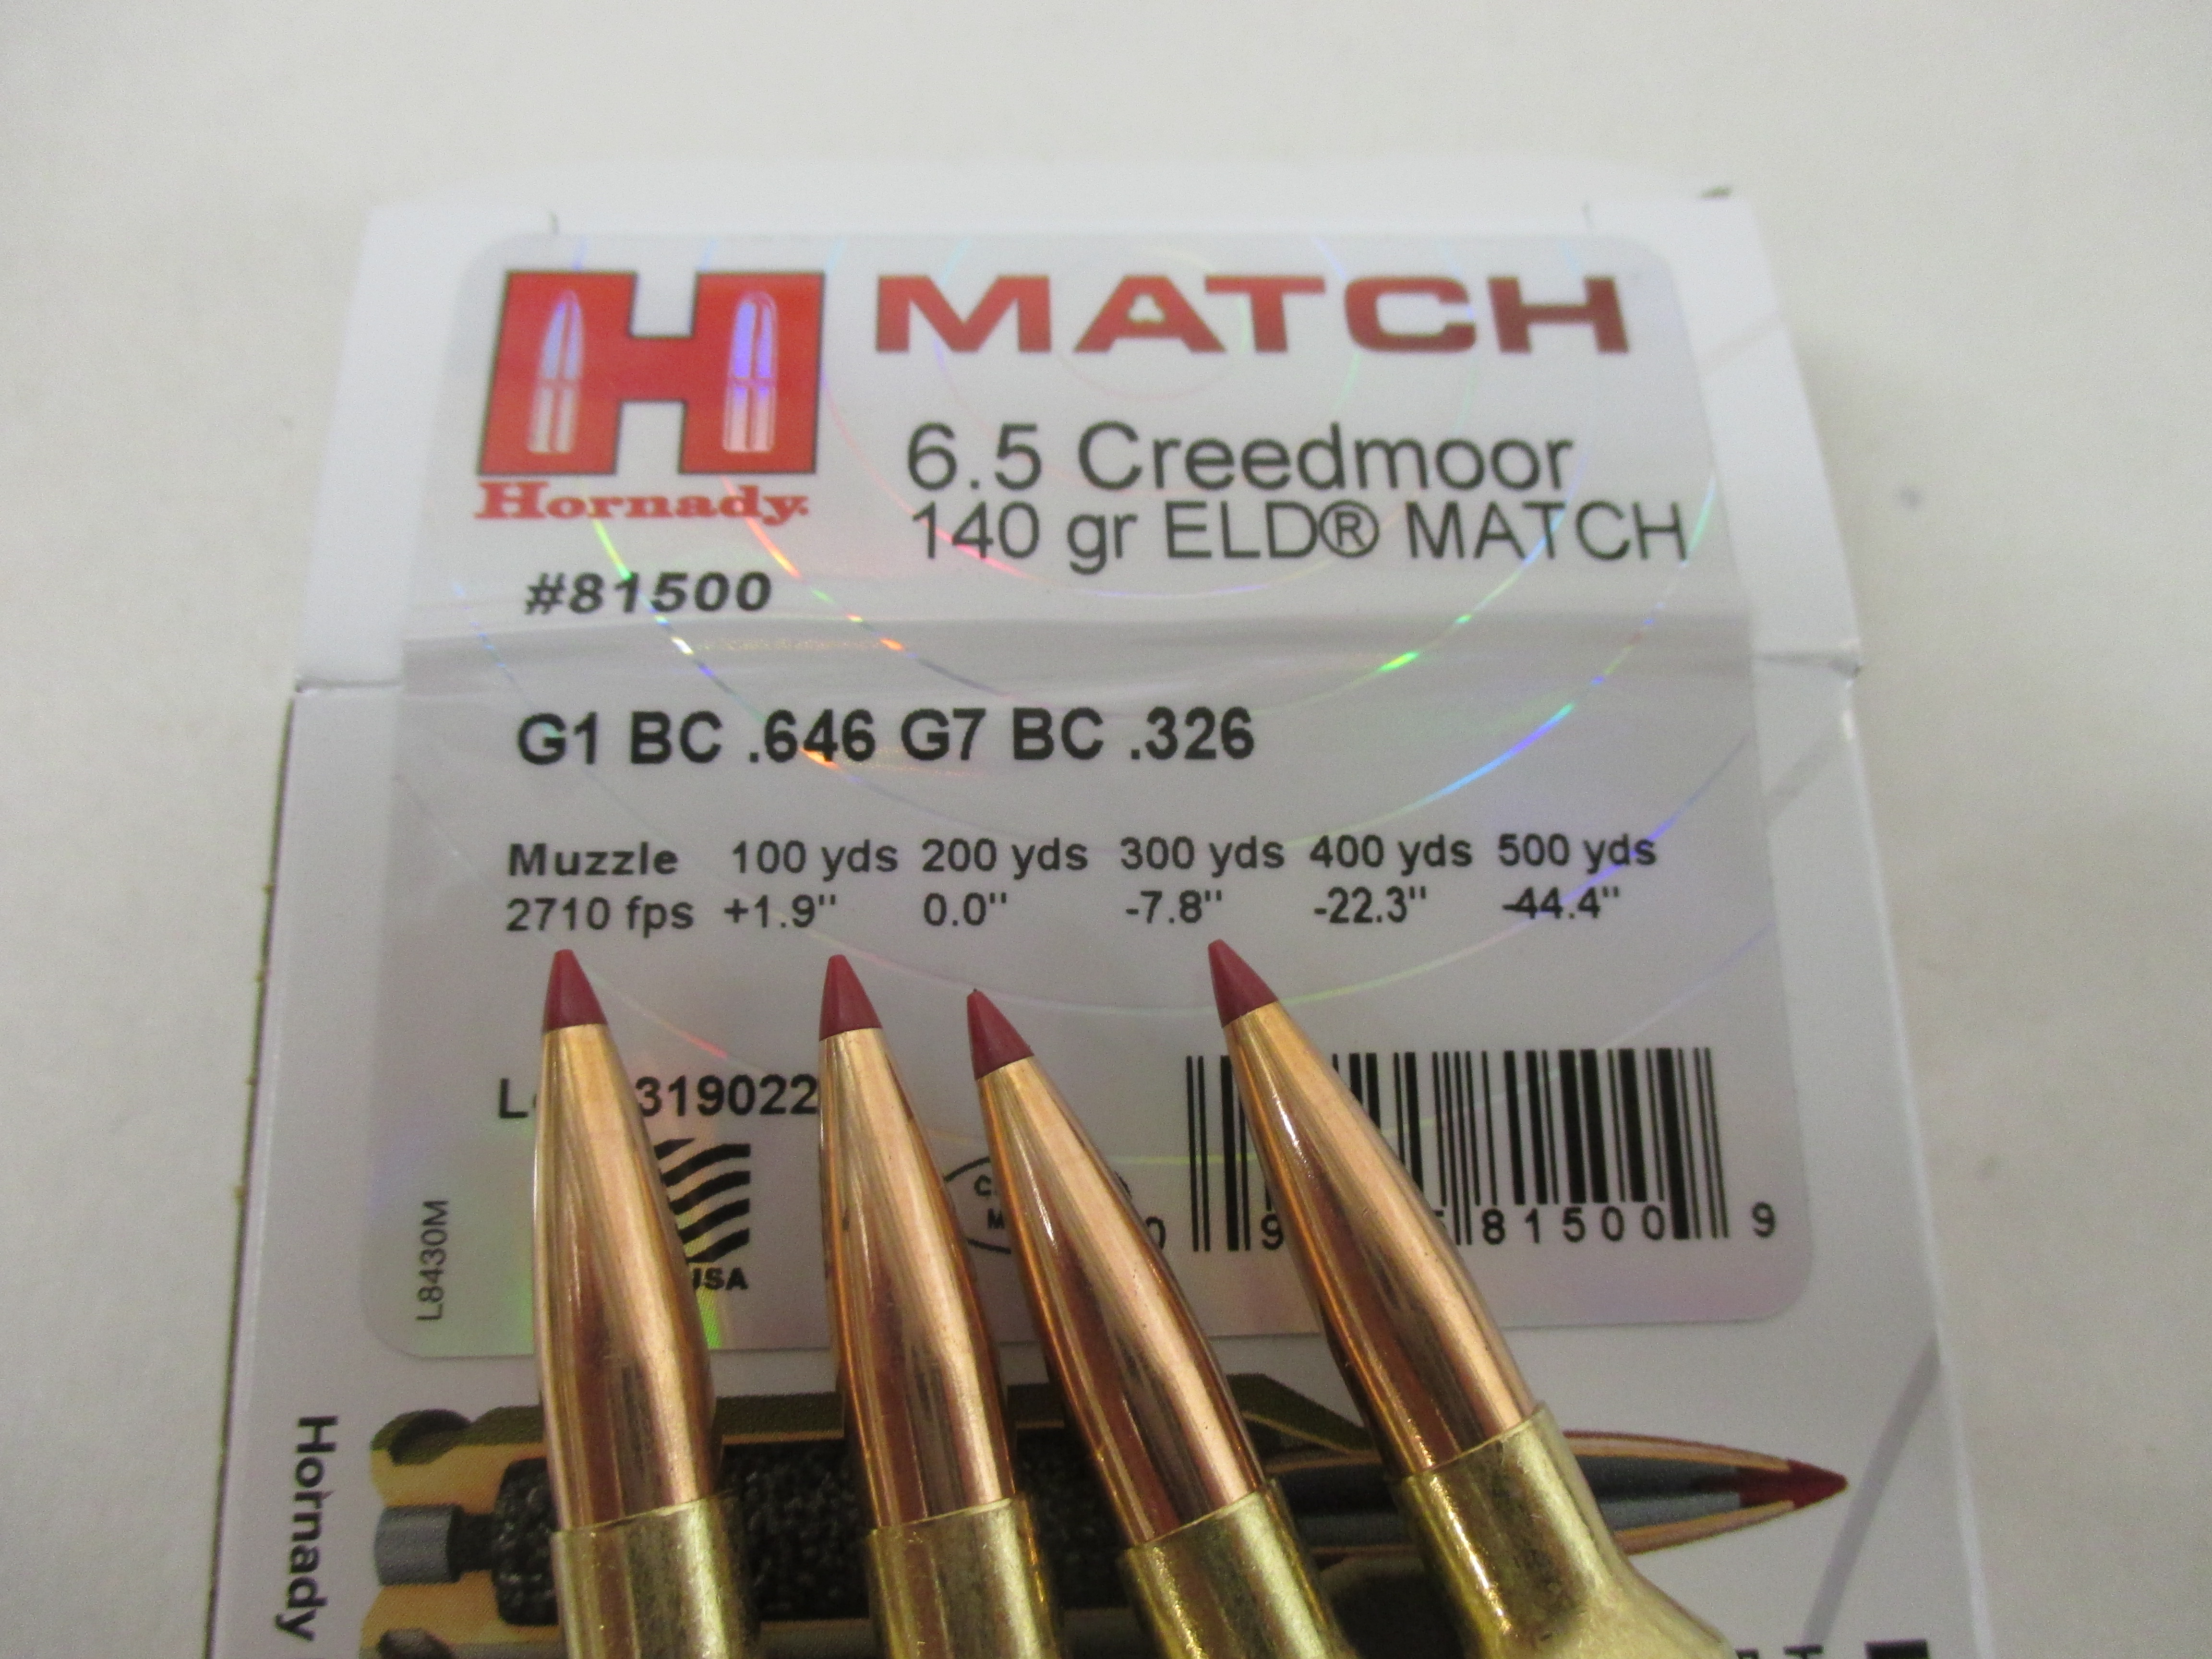 MATCH
Hornady
6.5 Creedmoor
140 gr ELD® MATCH
#81500
G1 BC .646 G7 BC .326
Muzzle 100 yds 200 yds 300 yds 400 yds 500 yds
2710 fps +1.9" 0.0" -7.8" -22.3" -44.4"
319022
USA
81500 9
L8430M
Hornady